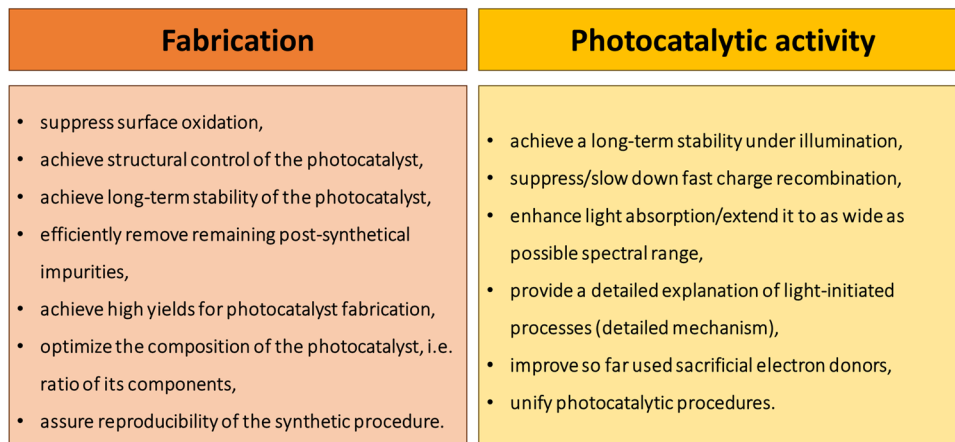 Fabrication
• suppress surface oxidation,
• achieve structural control of the photocatalyst,
• achieve long-term stability of the photocatalyst,
• efficiently remove remaining post-synthetical
impurities,
• achieve high yields for photocatalyst fabrication,
• optimize the composition of the photocatalyst, i.e.
ratio of its components,
• assure reproducibility of the synthetic procedure.
Photocatalytic activity
• achieve a long-term stability under illumination,
• suppress/slow down fast charge recombination,
• enhance light absorption/extend it to as wide as
possible spectral range,
• provide a detailed explanation of light-initiated
processes (detailed mechanism),
• improve so far used sacrificial electron donors,
• unify photocatalytic procedures.